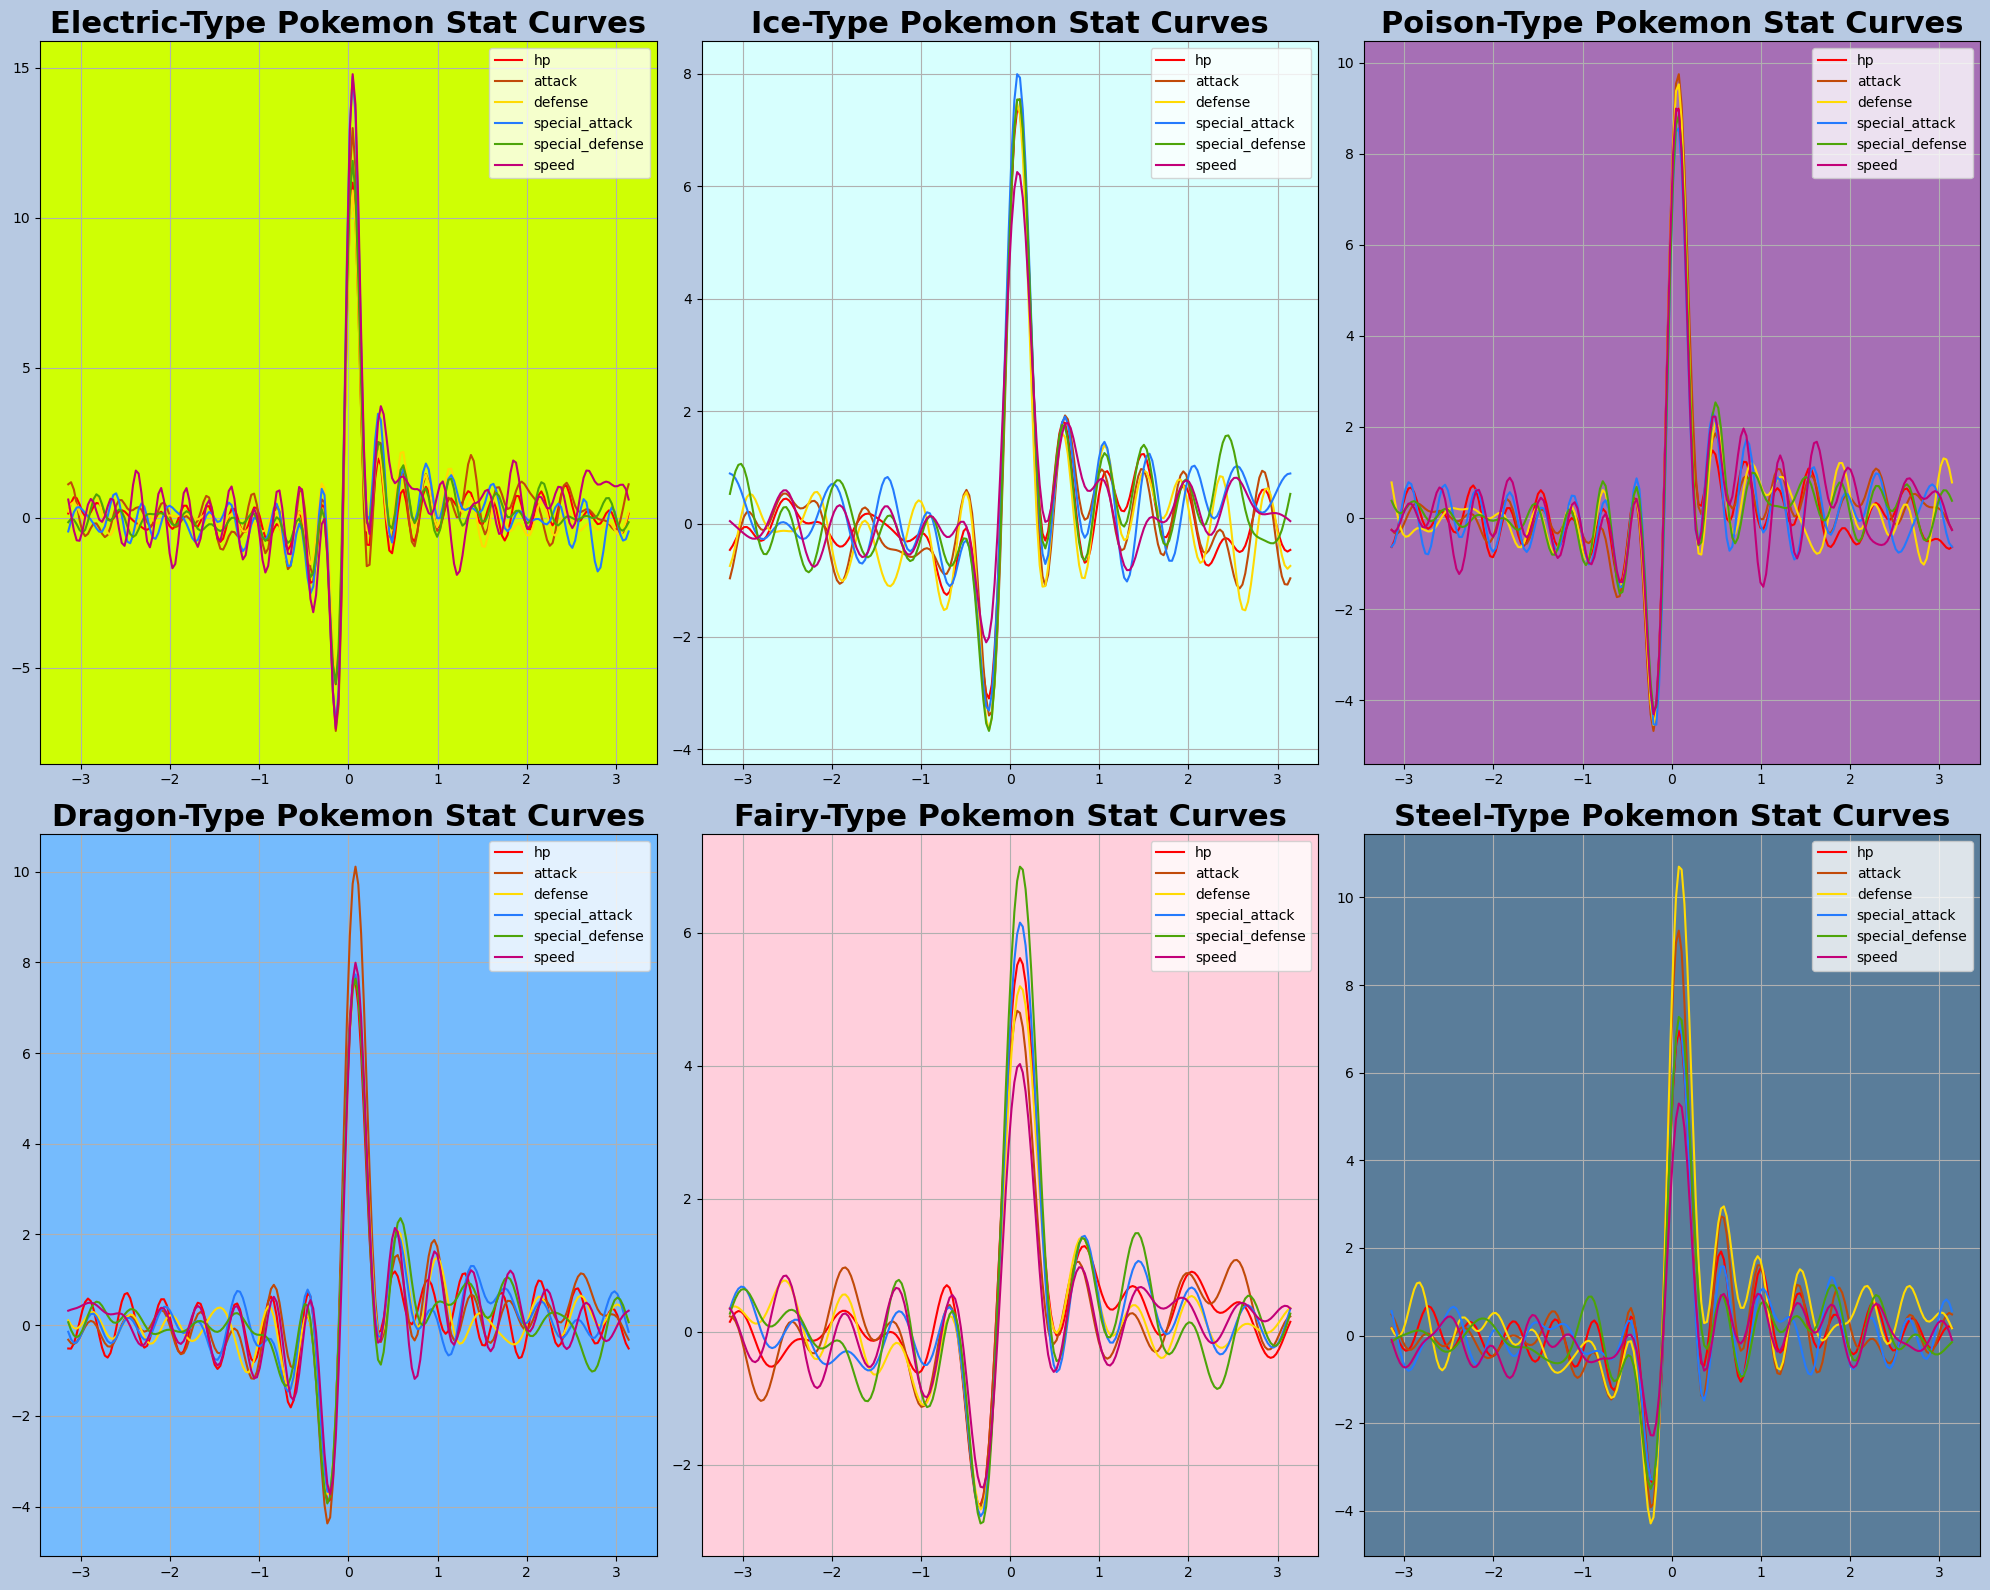 Electric-Type Pokemon Stat Curves
hp
attack
defense
special_attack
special_defense
speed
15
10
5
0
−5
−3 −2 −1 0 1 2 3
Ice-Type Pokemon Stat Curves
hp
attack
defense
special_attack
special_defense
speed
8
6
4
2
0
−2
−4
−3 −2 −1 0 1 2 3
Poison-Type Pokemon Stat Curves
hp
attack
defense
special_attack
special_defense
speed
10
8
6
4
2
0
−2
−4
−3 −2 −1 0 1 2 3
Dragon-Type Pokemon Stat Curves
hp
attack
defense
special_attack
special_defense
speed
10
8
6
4
2
0
−2
−4
−3 −2 −1 0 1 2 3
Fairy-Type Pokemon Stat Curves
hp
attack
defense
special_attack
special_defense
speed
6
4
2
0
−2
−3 −2 −1 0 1 2 3
Steel-Type Pokemon Stat Curves
hp
attack
defense
special_attack
special_defense
speed
10
8
6
4
2
0
−2
−4
−3 −2 −1 0 1 2 3